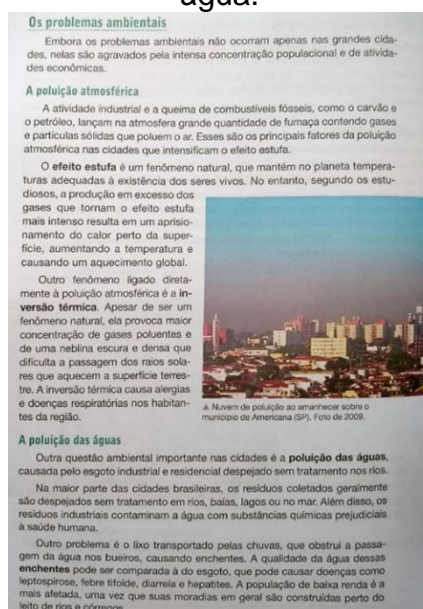 água.
Os problemas ambientais
Embora os problemas ambientais não ocorram apenas nas grandes cida-
des, nelas são agravados pela intensa concentração populacional e de ativida-
des econômicas.
A poluição atmosférica
A atividade industrial e a queima de combustíveis fósseis, como o carvão e
o petróleo, lançam na atmosfera grande quantidade de fumaça contendo gases
e partículas sólidas que poluem o ar. Esses são os principais fatores da poluição
atmosférica nas cidades que intensificam o efeito estufa.
O efeito estufa é um fenômeno natural, que mantém no planeta tempera-
turas adequadas à existência dos seres vivos. No entanto, segundo os estu-
diosos, a produção em excesso dos
gases que tornam o efeito estufa
mais intenso resulta em um aprisio-
namento do calor perto da super-
fície, aumentando a temperatura e
causando um aquecimento global.
Outro fenômeno ligado direta-
mente à poluição atmosférica é a in-
versão térmica. Apesar de ser um
fenômeno natural, ela provoca maior
concentração de gases poluentes e
de uma neblina escura e densa que
dificulta a passagem dos raios sola-
res que aquecem a superfície terres-
tre. A inversão térmica causa alergias
e doenças respiratórias nos habitan-
tes da região.
▲ Nuvem de poluição ao amanhecer sobre o
município de Americana (SP). Foto de 2009.
A poluição das águas
Outra questão ambiental importante nas cidades é a poluição das águas,
causada pelo esgoto industrial e residencial despejado sem tratamento nos rios.
Na maior parte das cidades brasileiras, os resíduos coletados geralmente
são despejados sem tratamento em rios, baías, lagos ou no mar. Além disso, os
resíduos industriais contaminam a água com substâncias químicas prejudiciais
à saúde humana.
Outro problema é o lixo transportado pelas chuvas, que obstrui a passa-
gem da água nos bueiros, causando enchentes. A qualidade da água dessas
enchentes pode ser comparada à do esgoto, que pode causar doenças como
leptospirose, febre tifoide, diarreia e hepatites. A população de baixa renda é a
mais afetada, uma vez que suas moradias em geral são construídas perto do
leito de rios e córregos.